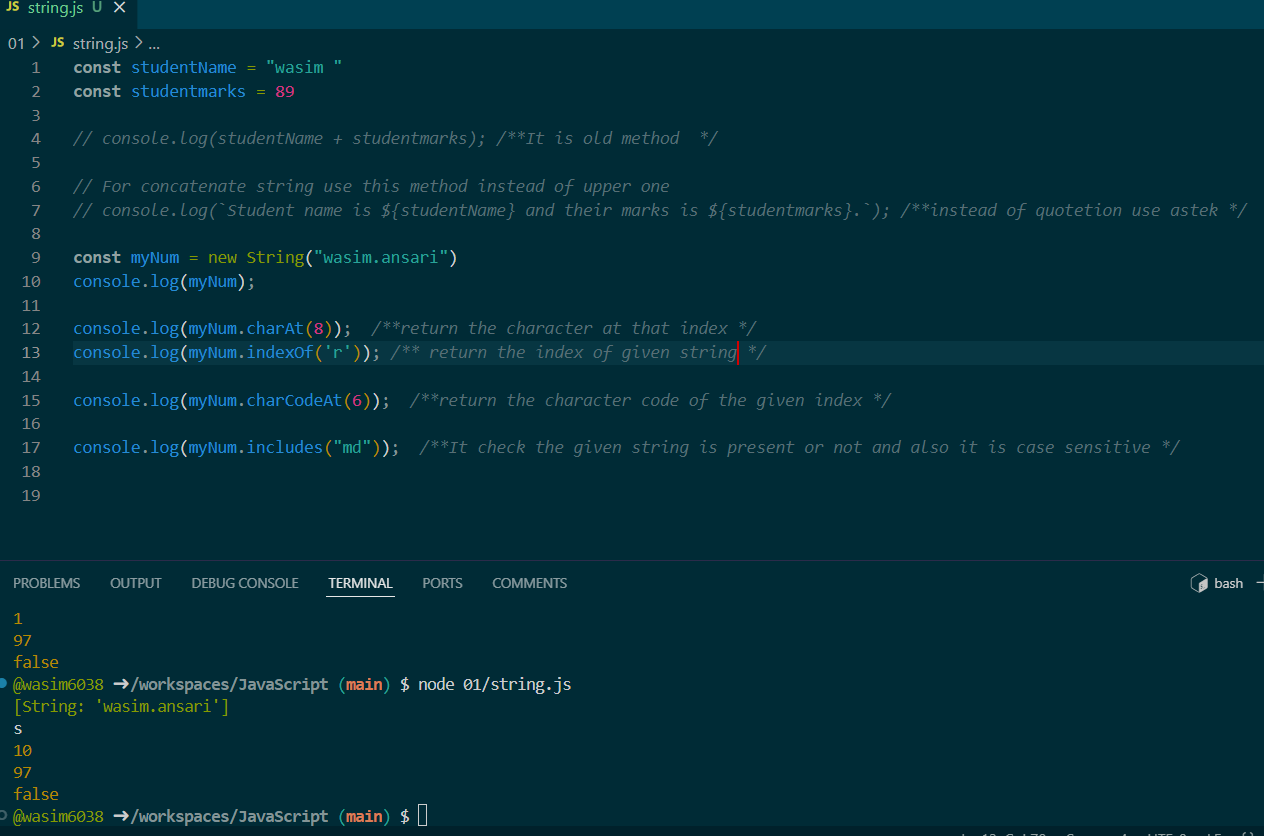 JS string.js U ×
01 > JS string.js > ...
1 const studentName = "wasim "
2 const studentmarks = 89
3
4 // console.log(studentName + studentmarks); /**It is old method  */
5
6 // For concatenate string use this method instead of upper one
7 // console.log(`Student name is ${studentName} and their marks is ${studentmarks}.`); /**instead of quotetion use astek */
8
9 const myNum = new String("wasim.ansari")
10 console.log(myNum);
11
12 console.log(myNum.charAt(8));  /**return the character at that index */
13 console.log(myNum.indexOf('r')); /** return the index of given string */
14
15 console.log(myNum.charCodeAt(6));  /**return the character code of the given index */
16
17 console.log(myNum.includes("md"));  /**It check the given string is present or not and also it is case sensitive */
18
19
PROBLEMS OUTPUT DEBUG CONSOLE TERMINAL PORTS COMMENTS bash
1
97
false
@wasim6038 ➜/workspaces/JavaScript (main) $ node 01/string.js
[String: 'wasim.ansari']
s
10
97
false
@wasim6038 ➜/workspaces/JavaScript (main) $